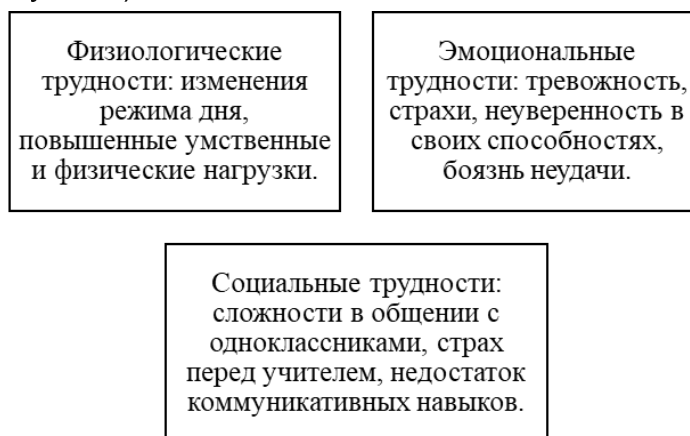 Физиологические
трудности: изменения
режима дня,
повышенные умственные
и физические нагрузки.
Эмоциональные
трудности: тревожность,
страхи, неуверенность в
своих способностях,
боязнь неудачи.
Социальные трудности:
сложности в общении с
одноклассниками, страх
перед учителем, недостаток
коммуникативных навыков.